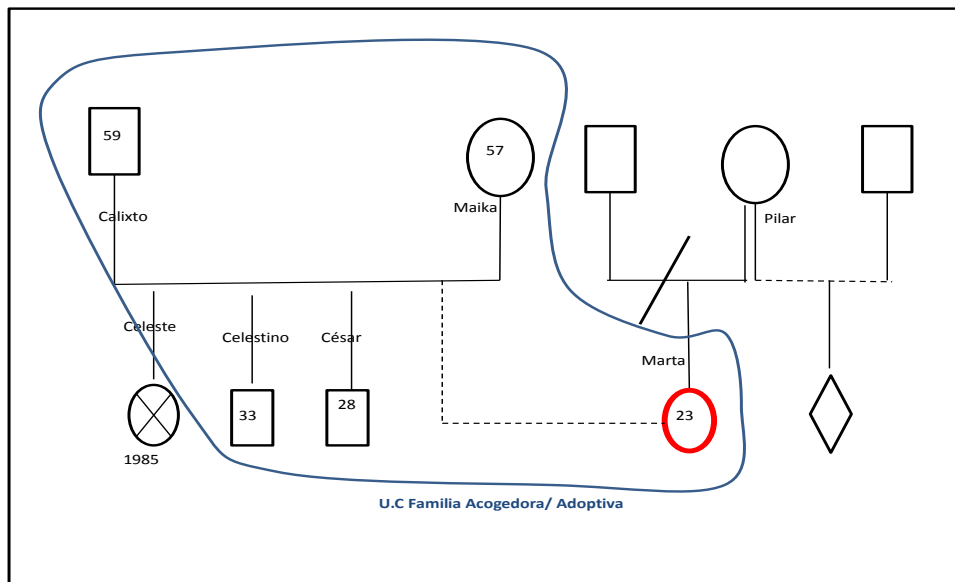 59
57
Calixto
Maika
Pilar
Celeste
Celestino
César
Marta
33
28
23
1985
U.C Familia Acogedora/ Adoptiva